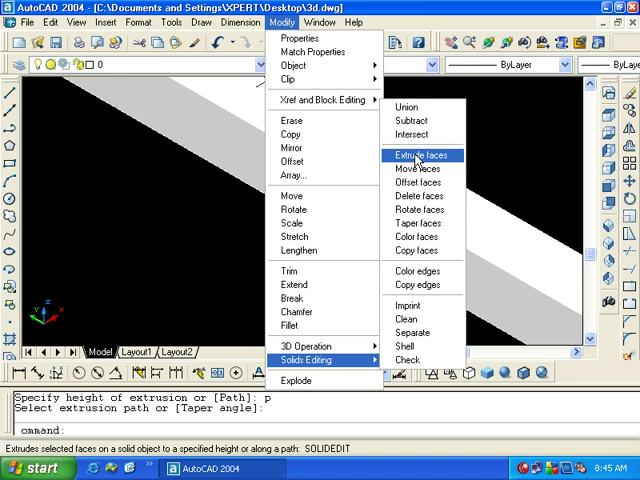 AutoCAD 2004 - [C:\Documents and Settings\XPERT\Desktop\3d.dwg]
File Edit View Insert Format Tools Draw Dimension Modify Window Help
0
ByLayer
ByLayer
Properties
Match Properties
Object
Clip
Xref and Block Editing
Erase
Copy
Mirror
Offset
Array...
Move
Rotate
Scale
Stretch
Lengthen
Trim
Extend
Break
Chamfer
Fillet
3D Operation
Solids Editing
Explode
Union
Subtract
Intersect
Extrude faces
Move faces
Offset faces
Delete faces
Rotate faces
Taper faces
Color faces
Copy faces
Color edges
Copy edges
Imprint
Clean
Separate
Shell
Check
Z
Y
X
Model Layout1 Layout2
Specify height of extrusion or [Path]: p
Select extrusion path or [Taper angle]:
ommand:
Extrudes selected faces on a solid object to a specified height or along a path: SOLIDEDIT
start
AutoCAD 2004
8:45 AM